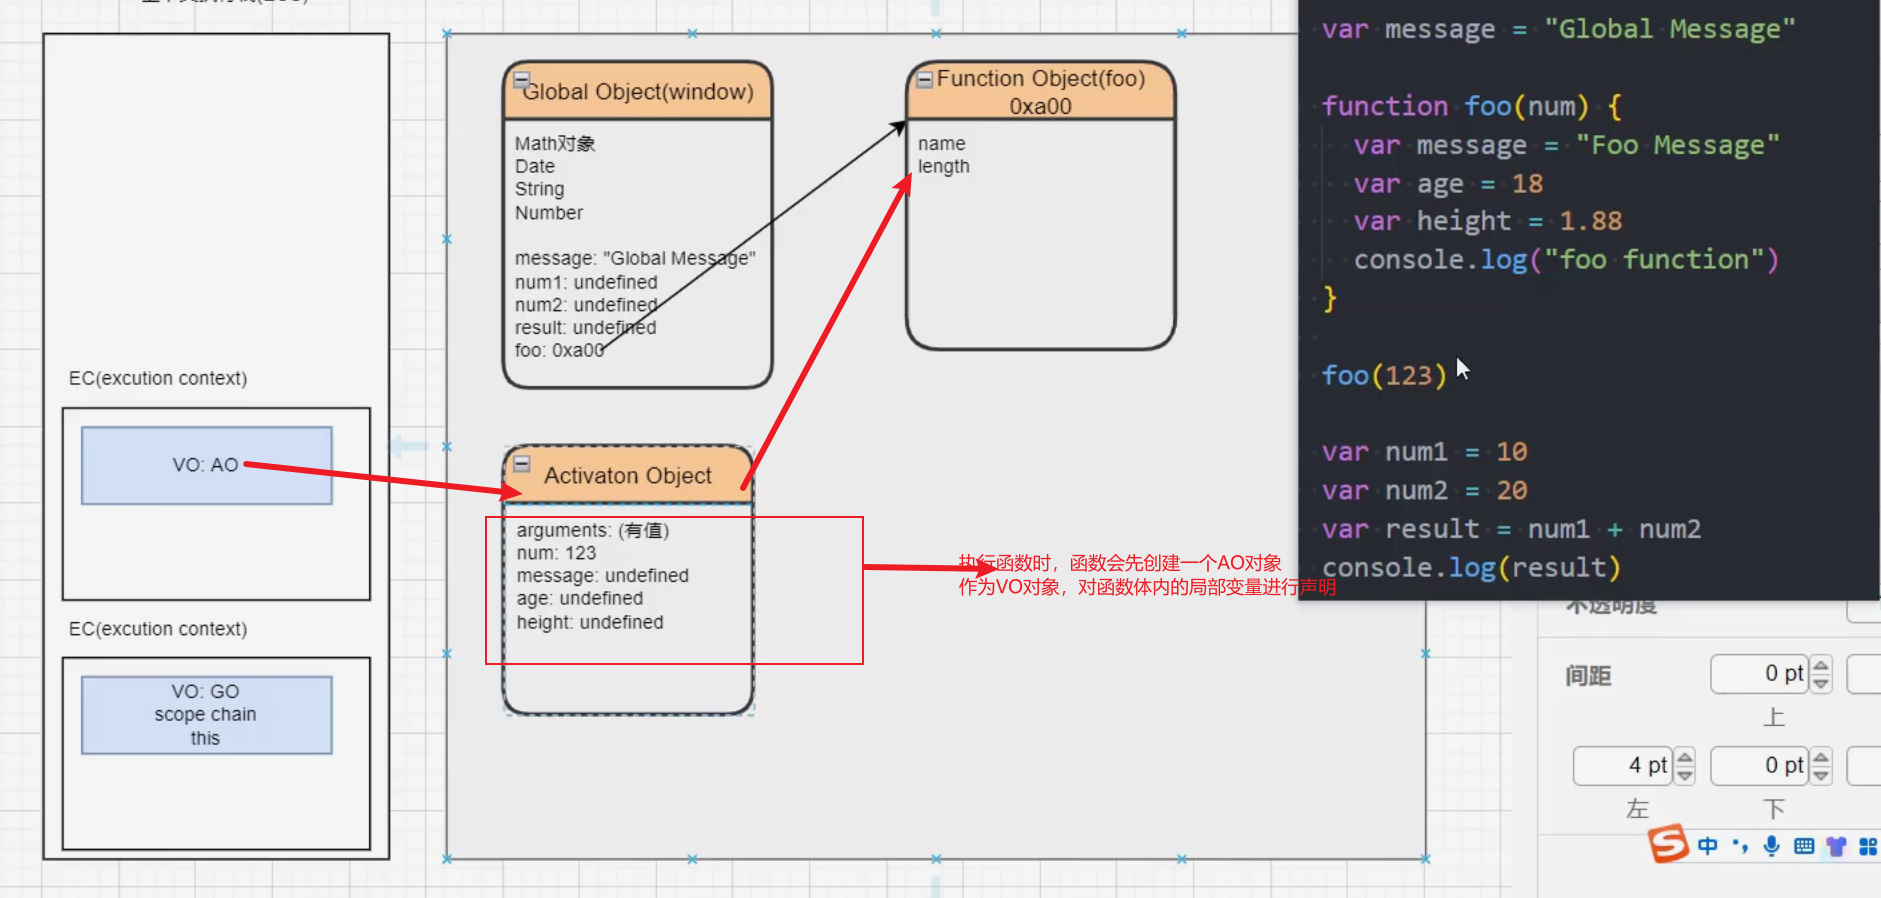 EC(excution context)
VO: AO
EC(excution context)
VO: GO
scope chain
this
Global Object(window)
Math对象
Date
String
Number
message: "Global Message"
num1: undefined
num2: undefined
result: undefined
foo: 0xa00
Function Object(foo)
0xa00
name
length
Activaton Object
arguments: (有值)
num: 123
message: undefined
age: undefined
height: undefined
执行函数时，函数会先创建一个AO对象
作为VO对象，对函数体内的局部变量进行声明
var message = "Global Message"
function foo(num) {
var message = "Foo Message"
var age = 18
var height = 1.88
console.log("foo function")
}
foo(123)
var num1 = 10
var num2 = 20
var result = num1 + num2
console.log(result)
不透明度
间距
0 pt
上
4 pt
0 pt
左
下
S中